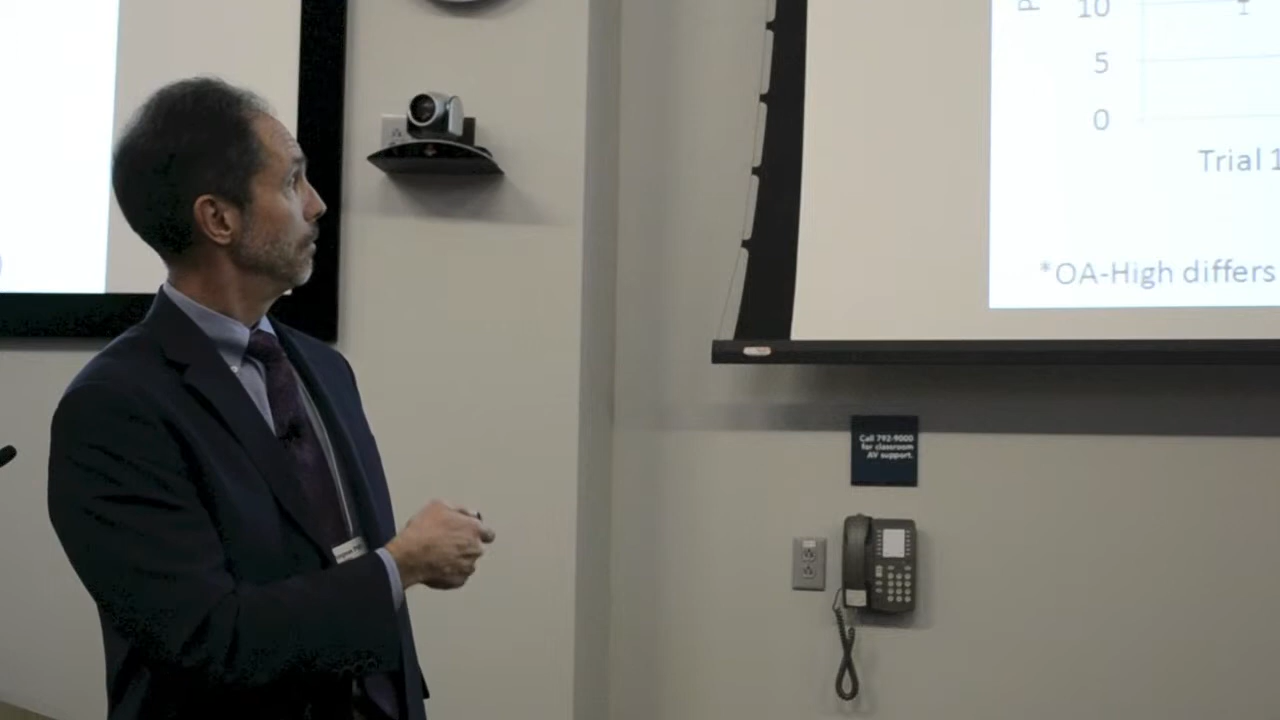 10
5
0
Trial 1
*OA-High differs
Call 792-9000
for classroom
AV support.